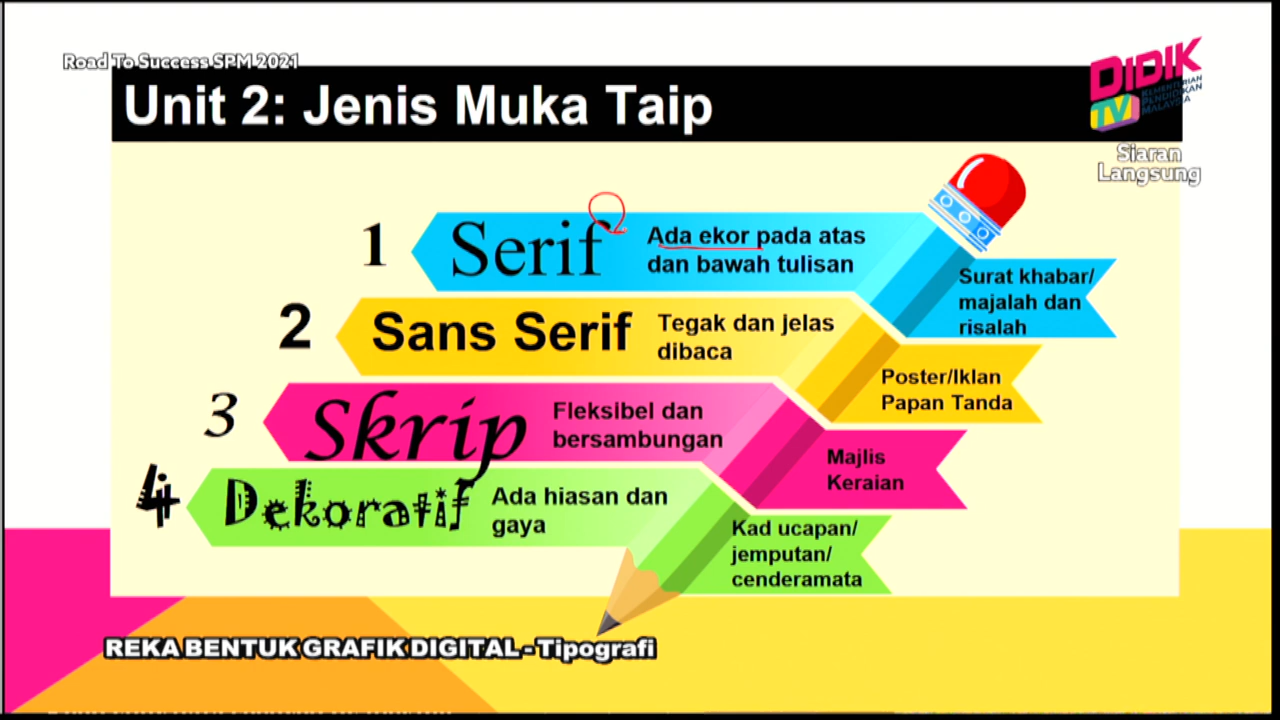 Road To Success SPM 2021
Unit 2: Jenis Muka Taip
DIDIK
TV
KEMENTERIAN
PENDIDIKAN
MALAYSIA
Siaran
Langsung
1
Serif
Ada ekor pada atas
dan bawah tulisan
Surat khabar/
majalah dan
risalah
2
Sans Serif
Tegak dan jelas
dibaca
Poster/Iklan
Papan Tanda
3
Skrip
Fleksibel dan
bersambungan
Majlis
Keraian
4
Dekoratif
Ada hiasan dan
gaya
Kad ucapan/
jemputan/
cenderamata
REKA BENTUK GRAFIK DIGITAL - Tipografi